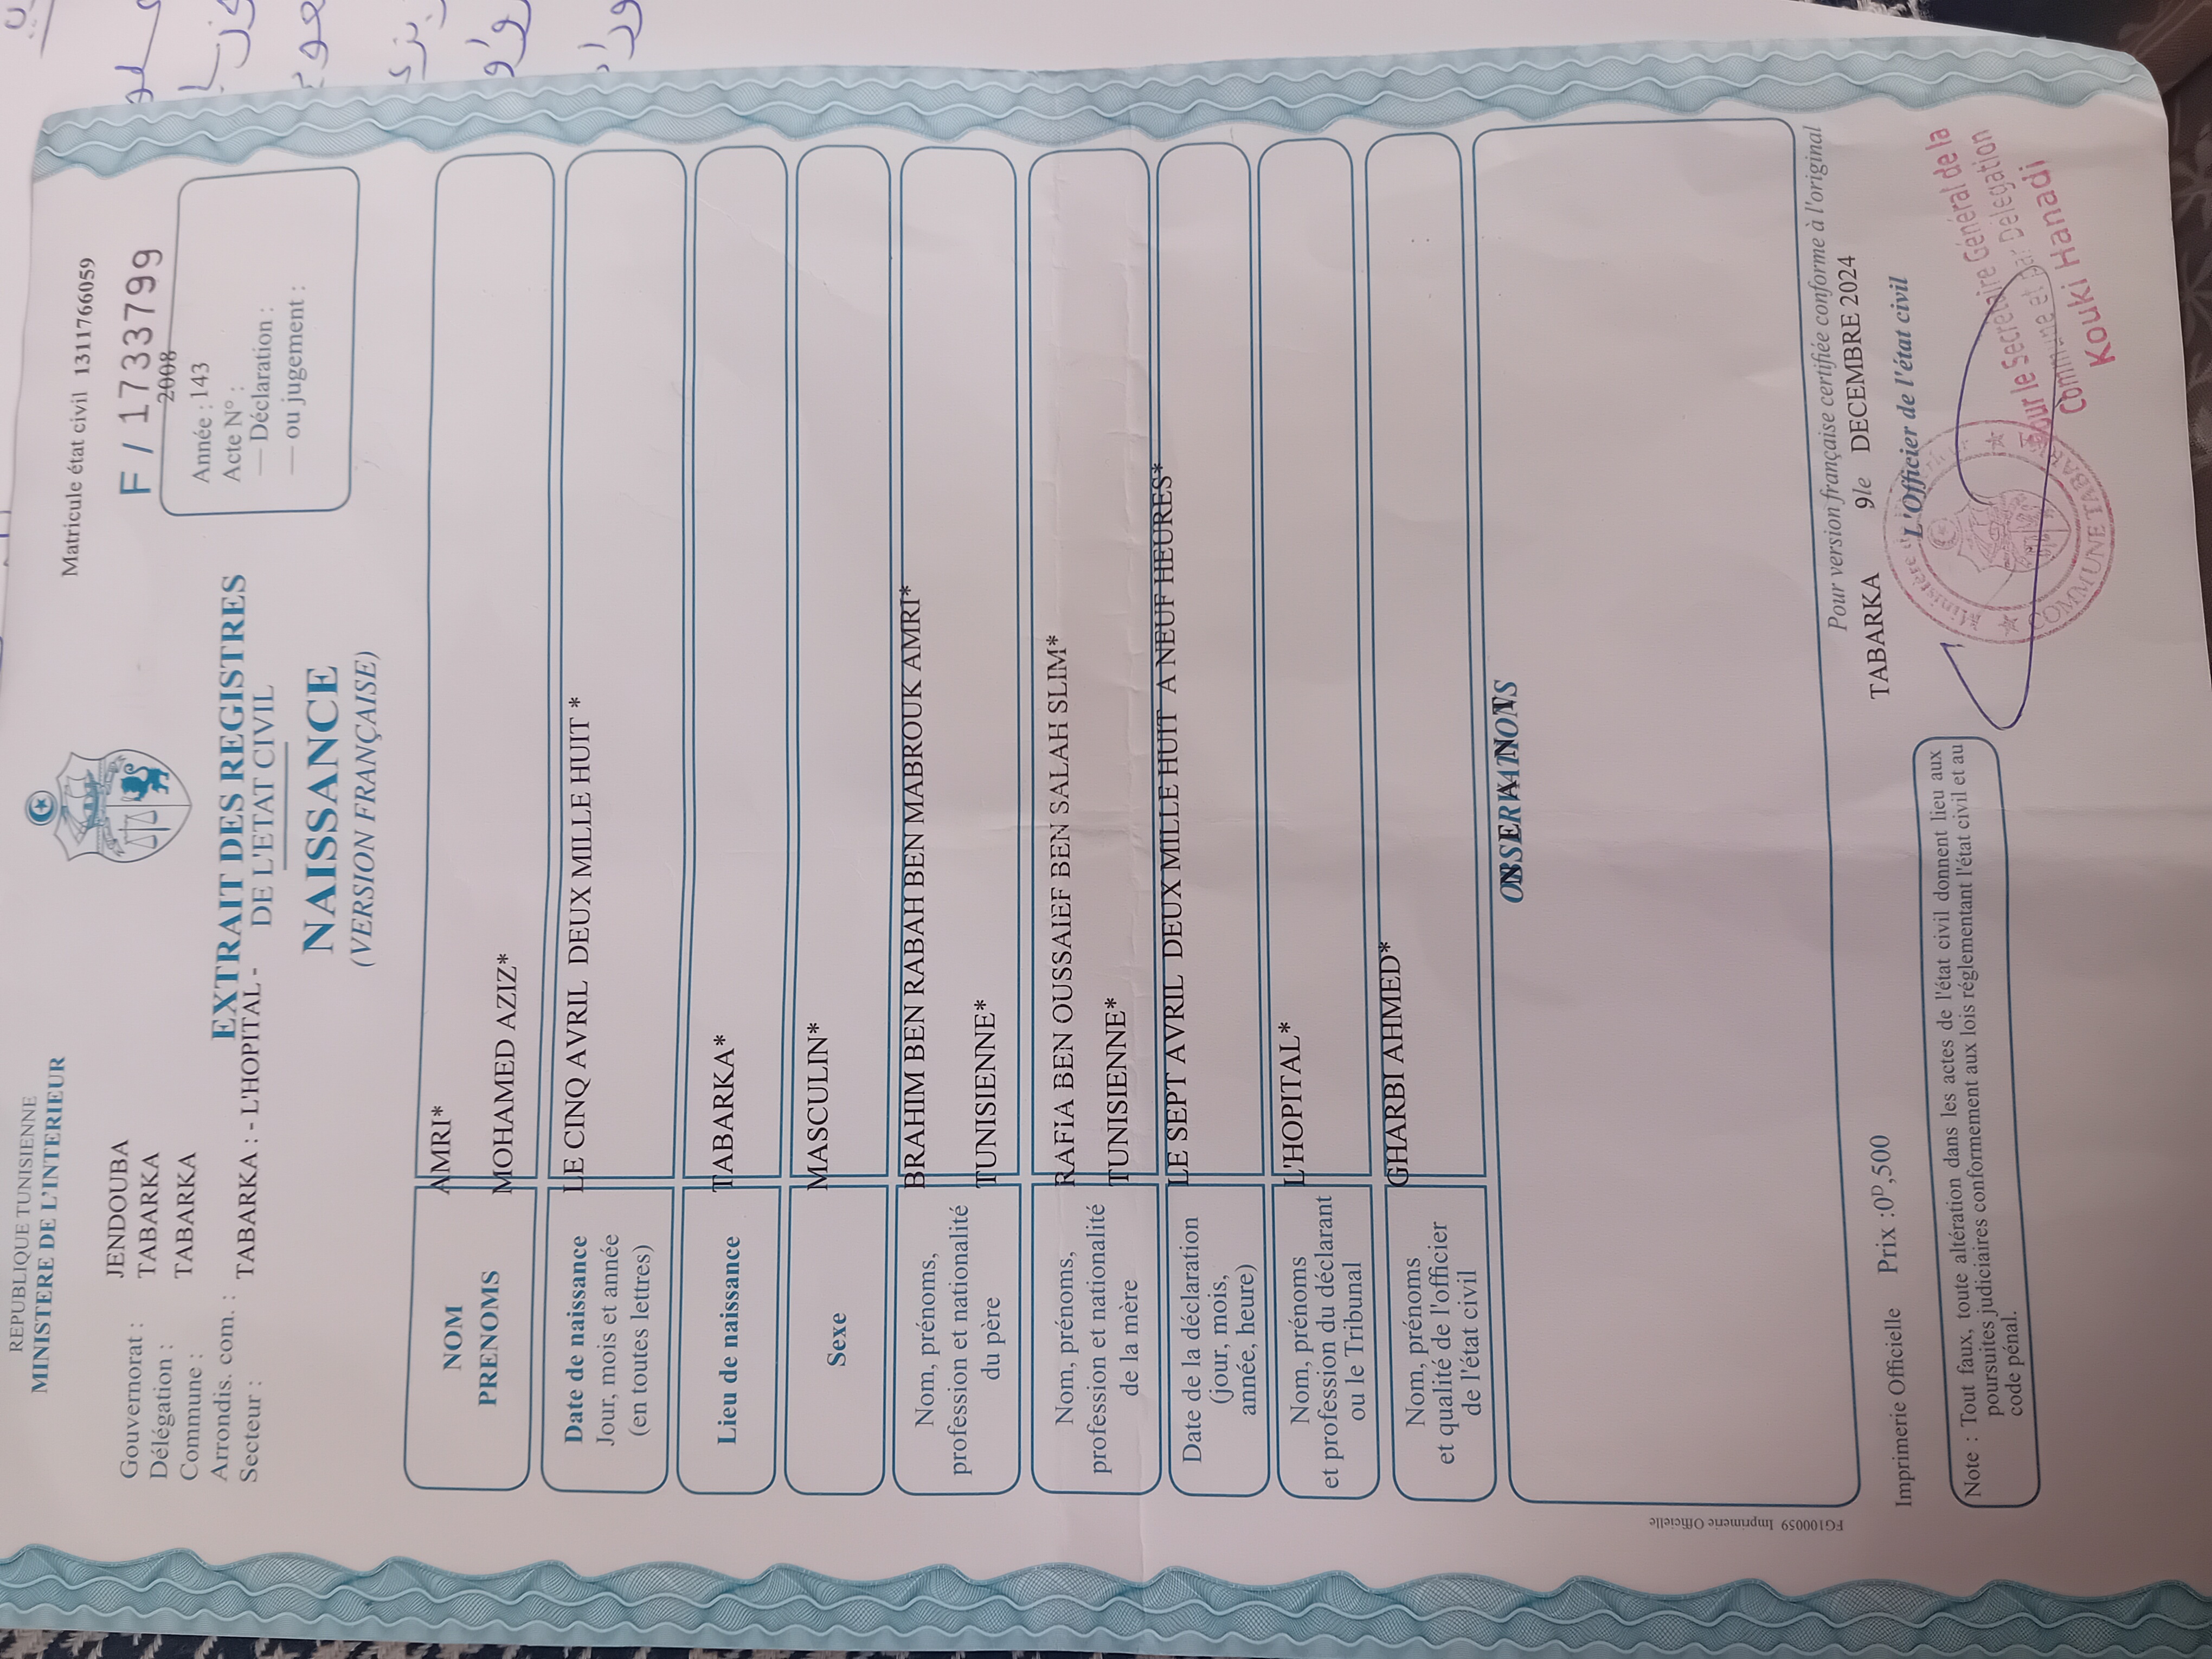 REPUBLIQUE TUNISIENNE
MINISTERE DE L'INTERIEUR
Gouvernorat : JENDOUBA
Délégation : TABARKA
Commune : TABARKA
Arrondis. com. :
Secteur : TABARKA : - L'HOPITAL -
Matricule état civil 1311766059
F / 1733799
2008
Année : 143
Acte N° :
— Déclaration :
— ou jugement :
EXTRAIT DES REGISTRES
DE L'ETAT CIVIL
NAISSANCE
(VERSION FRANÇAISE)
NOM
PRENOMS
AMRI*
MOHAMED AZIZ*
Date de naissance
Jour, mois et année
(en toutes lettres)
LE CINQ AVRIL DEUX MILLE HUIT *
Lieu de naissance
TABARKA*
Sexe
MASCULIN*
Nom, prénoms,
profession et nationalité
du père
BRAHIM BEN RABAH BEN MABROUK AMRI*
TUNISIENNE*
Nom, prénoms,
profession et nationalité
de la mère
RAFiA BEN OUSSAIEF BEN SALAH SLIM*
TUNISIENNE*
Date de la déclaration
(jour, mois,
année, heure)
LE SEPT AVRIL DEUX MILLE HUIT A NEUF HEURES*
Nom, prénoms
et profession du déclarant
ou le Tribunal
L'HOPITAL*
Nom, prénoms
et qualité de l'officier
de l'état civil
GHARBI AHMED*
OBSERVATIONS
Pour version française certifiée conforme à l'original
TABARKA 9le DECEMBRE 2024
L'Officier de l'état civil
Pour le Secrétaire Général de la
Commune et par Délégation
Kouki Hanadi
COMMUNE TABARKA
FG100059 Imprimerie Officielle
Imprimerie Officielle Prix :0ᴰ,500
Note : Tout faux, toute altération dans les actes de l'état civil donnent lieu aux
poursuites judiciaires conformement aux lois réglementant l'état civil et au
code pénal.